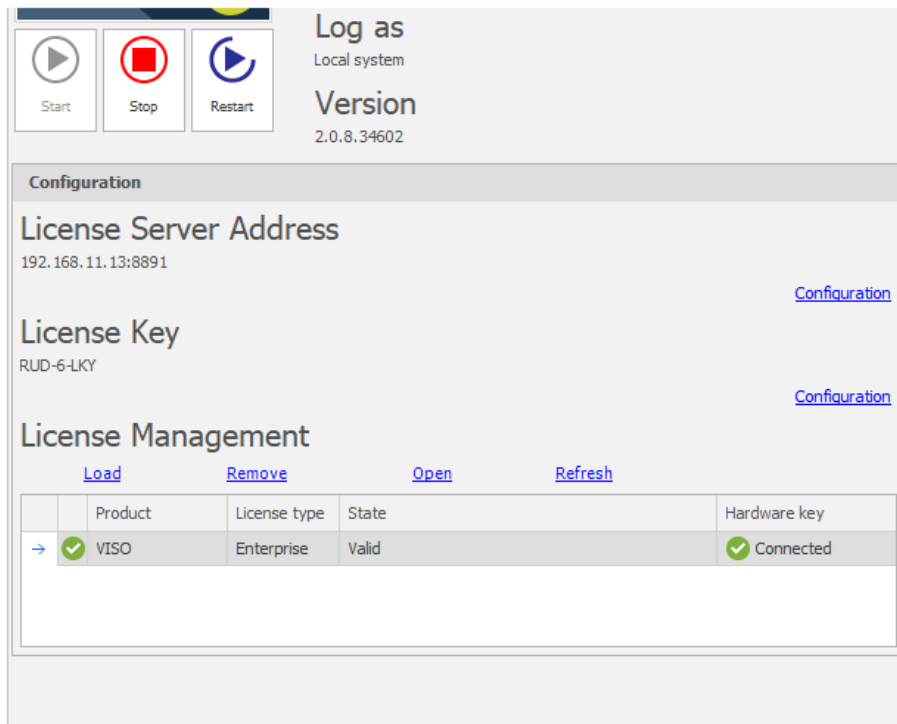 Log as
Local system
Start Stop Restart
Version
2.0.8.34602
Configuration
License Server Address
192.168.11.13:8891
Configuration
License Key
RUD-6-LKY
Configuration
License Management
Load Remove Open Refresh
Product License type State Hardware key
VISO Enterprise Valid Connected